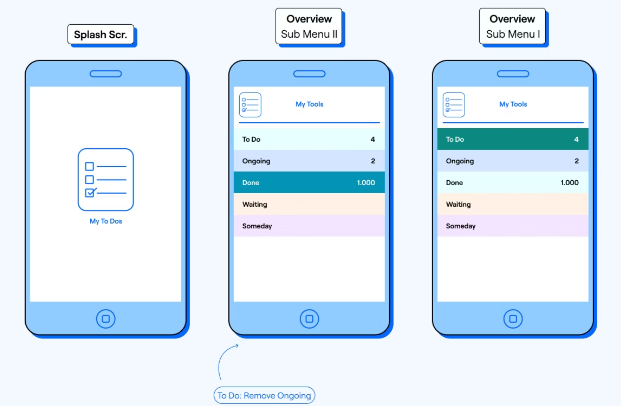 Splash Scr.
My To Dos
Overview
Sub Menu II
My Tools
To Do 4
Ongoing 2
Done 1.000
Waiting
Someday
To Do: Remove Ongoing
Overview
Sub Menu I
My Tools
To Do 4
Ongoing 2
Done 1.000
Waiting
Someday